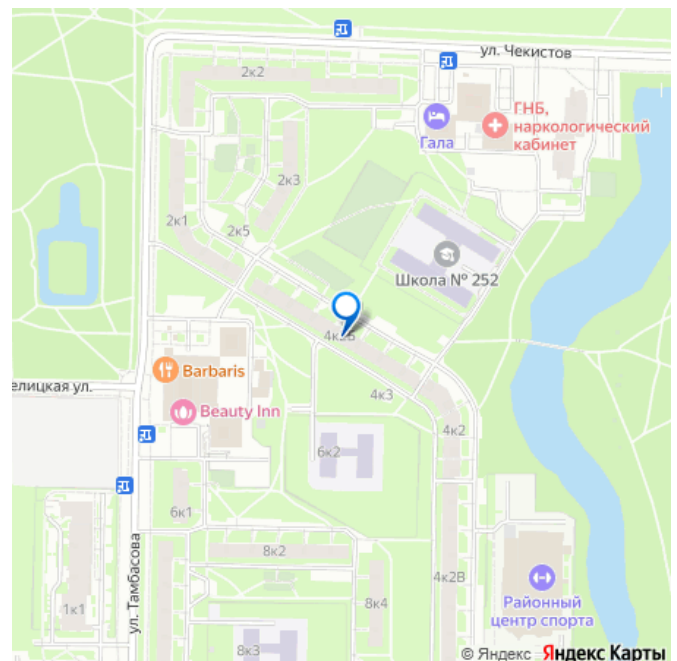 ул. Чекистов
2к2
ГНБ,
наркологический
кабинет
Гала
2к3
2к1
2к5
Школа № 252
Barbaris
4к3
елицкая ул.
Beauty Inn
4к2
6к2
6к1
ул. Тамбасова
8к2
4к2В
8к4
1к1
Районный
центр спорта
8к3
© Яндекс Яндекс Карты